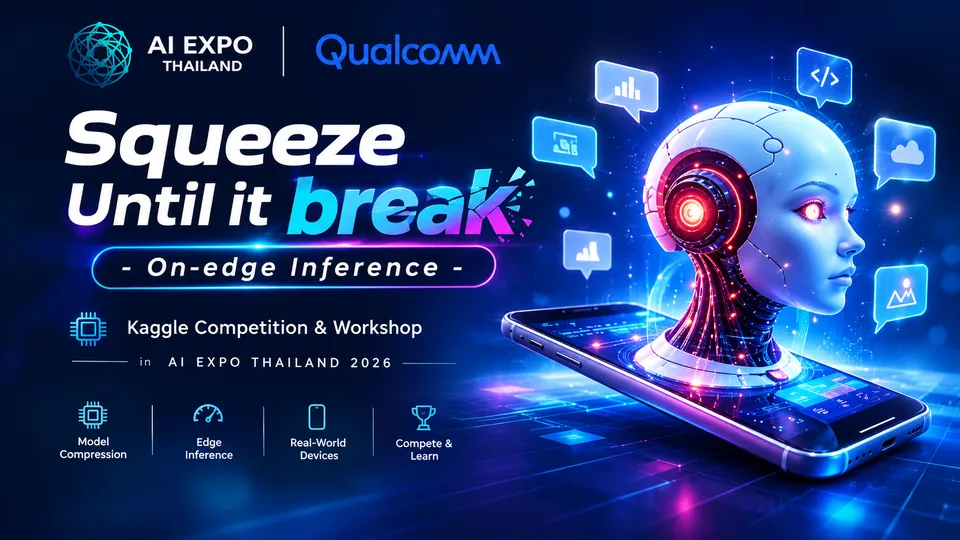 AI EXPO
THAILAND
Qualcomm
Squeeze
Until it break
- On-edge Inference -
Kaggle Competition & Workshop
in AI EXPO THAILAND 2026
Model
Compression
Edge
Inference
Real-World
Devices
Compete &
Learn
</>